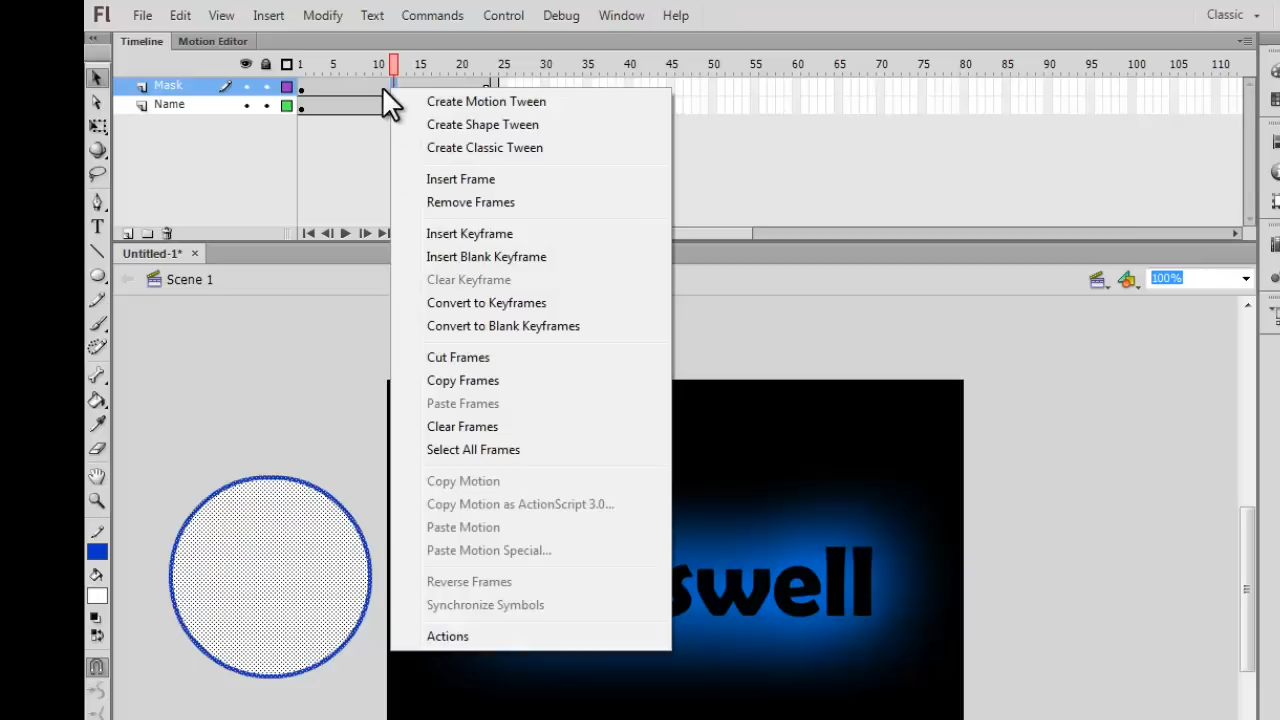 Fl File Edit View Insert Modify Text Commands Control Debug Window Help Classic
Timeline Motion Editor
1 5 10 15 20 25 30 35 40 45 50 55 60 65 70 75 80 85 90 95 100 105 110
Mask
Name
Create Motion Tween
Create Shape Tween
Create Classic Tween
Insert Frame
Remove Frames
Insert Keyframe
Insert Blank Keyframe
Clear Keyframe
Convert to Keyframes
Convert to Blank Keyframes
Cut Frames
Copy Frames
Paste Frames
Clear Frames
Select All Frames
Copy Motion
Copy Motion as ActionScript 3.0...
Paste Motion
Paste Motion Special...
Reverse Frames
Synchronize Symbols
Actions
Untitled-1*
Scene 1
100%
swell